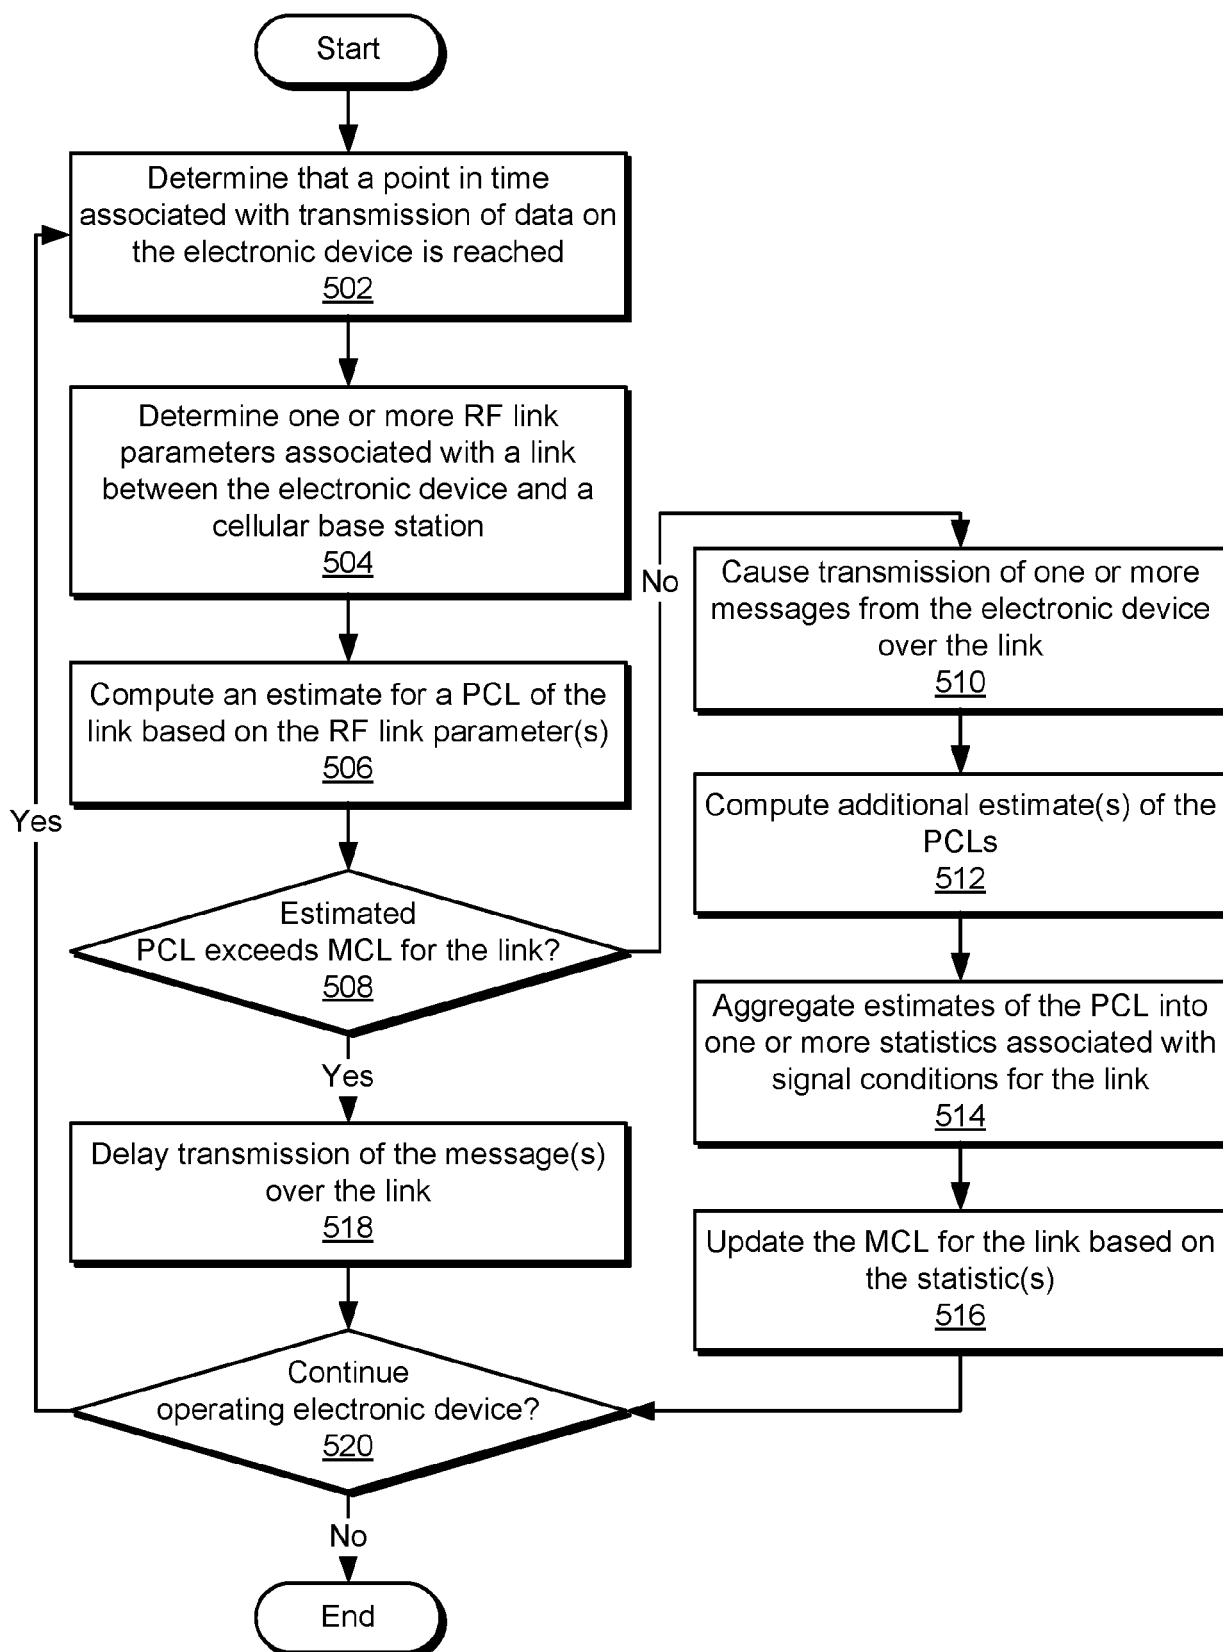 Start
Determine that a point in time
associated with transmission of data on
the electronic device is reached
502
Determine one or more RF link
parameters associated with a link
between the electronic device and a
cellular base station
504
Compute an estimate for a PCL of the
link based on the RF link parameter(s)
506
Estimated
PCL exceeds MCL for the link?
508
No
Cause transmission of one or more
messages from the electronic device
over the link
510
Compute additional estimate(s) of the
PCLs
512
Aggregate estimates of the PCL into
one or more statistics associated with
signal conditions for the link
514
Update the MCL for the link based on
the statistic(s)
516
Yes
Delay transmission of the message(s)
over the link
518
Continue
operating electronic device?
520
Yes
No
End